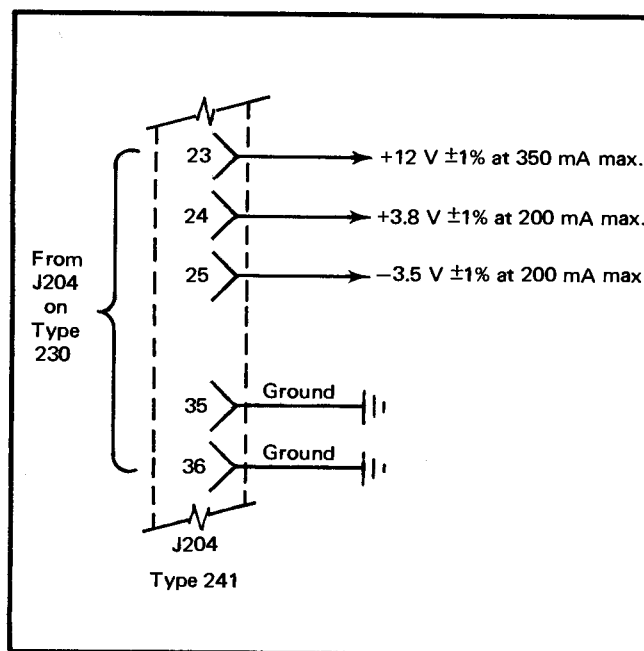 23 +12 V ±1% at 350 mA max.
24 +3.8 V ±1% at 200 mA max.
25 −3.5 V ±1% at 200 mA max
From
J204
on
Type
230
35 Ground
36 Ground
J204
Type 241